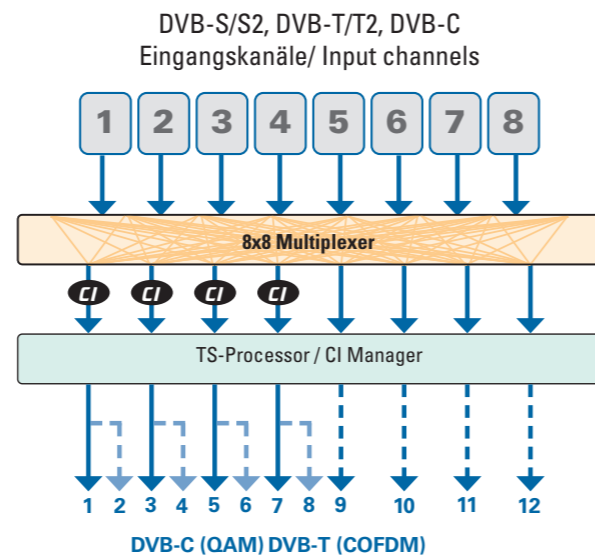 DVB-S/S2, DVB-T/T2, DVB-C
Eingangskanäle/ Input channels
1 2 3 4 5 6 7 8
8x8 Multiplexer
CI CI CI CI
TS-Processor / CI Manager
1 2 3 4 5 6 7 8 9 10 11 12
DVB-C (QAM) DVB-T (COFDM)